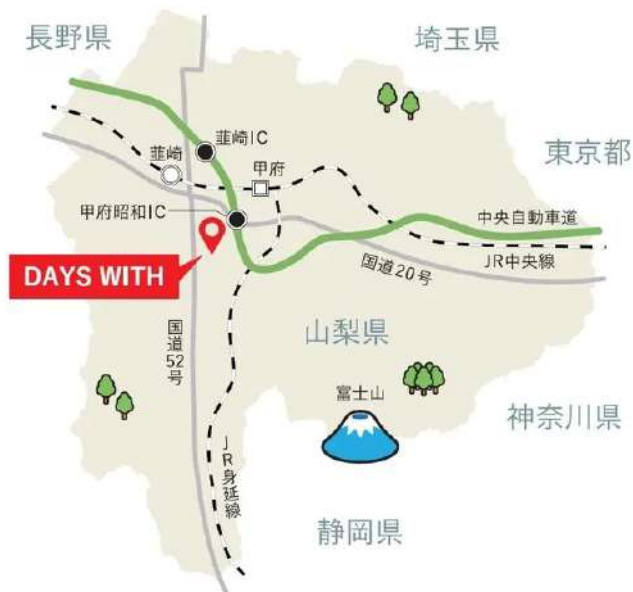 長野県
埼玉県
韮崎IC
韮崎
甲府
東京都
甲府昭和IC
中央自動車道
DAYS WITH
国道20号
JR中央線
国道52号
山梨県
富士山
神奈川県
JR身延線
静岡県